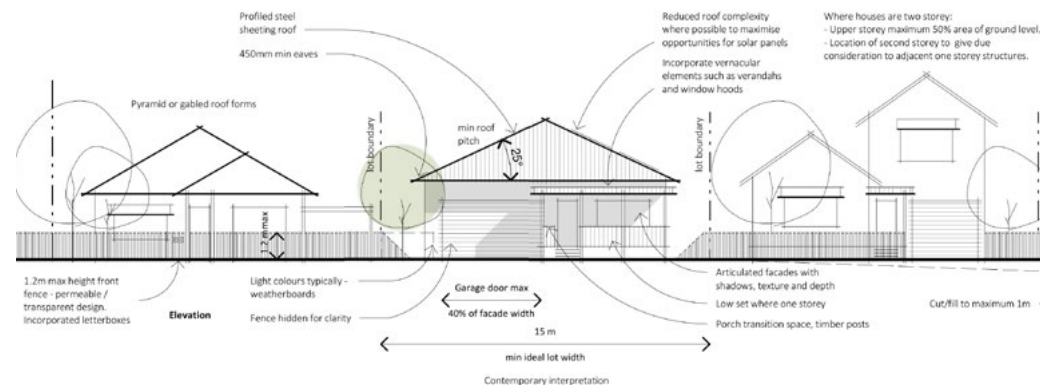 Profiled steel
sheeting roof
450mm min eaves
Reduced roof complexity
where possible to maximise
opportunities for solar panels
Incorporate vernacular
elements such as verandahs
and window hoods
Where houses are two storey:
- Upper storey maximum 50% area of ground level.
- Location of second storey to give due
consideration to adjacent one storey structures.
Pyramid or gabled roof forms
lot boundary
min roof
pitch
25°
lot boundary
1.2 mmax
1.2m max height front
fence - permeable /
transparent design.
Incorporated letterboxes
Elevation
Light colours typically -
weatherboards
Fence hidden for clarity
Garage door max
40% of facade width
Articulated facades with
shadows, texture and depth
Low set where one storey
Porch transition space, timber posts
Cut/fill to maximum 1m
15 m
min ideal lot width
Contemporary interpretation